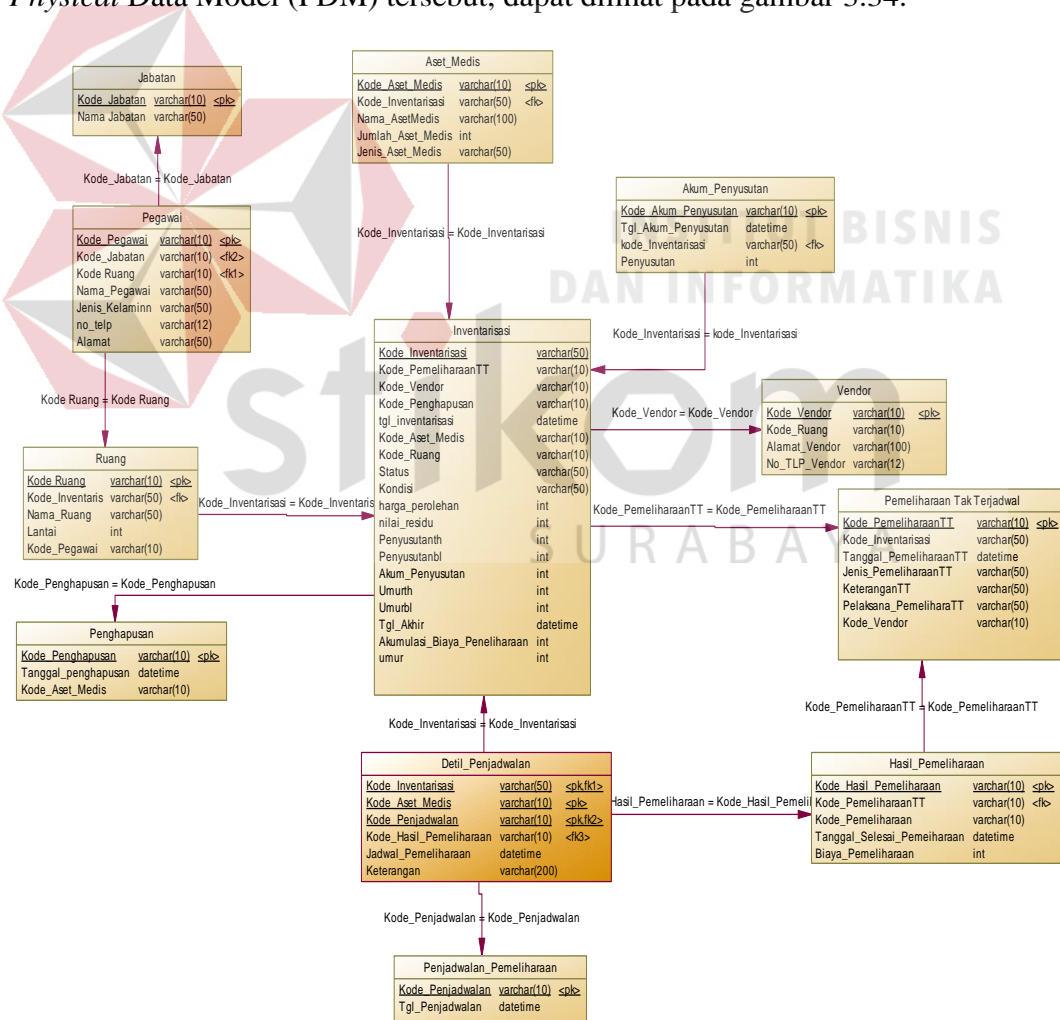 Physical Data Model (PDM) tersebut, dapat dilihat pada gambar 3.34.
Jabatan
Kode_Jabatan varchar(10) <pk>
Nama Jabatan varchar(50)
Aset_Medis
Kode_Aset_Medis varchar(10) <pk>
Kode_Inventarisasi varchar(50) <fk>
Nama_AsetMedis varchar(100)
Jumlah_Aset_Medis int
Jenis_Aset_Medis varchar(50)
Kode_Jabatan = Kode_Jabatan
Akum_Penyusutan
Kode_Akum_Penyusutan varchar(10) <pk>
Tgl_Akum_Penyusutan datetime
kode_Inventarisasi varchar(50) <fk>
Penyusutan int
Pegawai
Kode_Pegawai varchar(10) <pk>
Kode_Jabatan varchar(10) <fk2>
Kode Ruang varchar(10) <fk1>
Nama_Pegawai varchar(50)
Jenis_Kelaminn varchar(50)
no_telp varchar(12)
Alamat varchar(50)
Kode_Inventarisasi = Kode_Inventarisasi
INSTITUT BISNIS
DAN INFORMATIKA
stikom
SURABAYA
Kode_Inventarisasi = kode_Inventarisasi
Inventarisasi
Kode_Inventarisasi varchar(50)
Kode_PemeliharaanTT varchar(10)
Kode_Vendor varchar(10)
Kode_Penghapusan varchar(10)
tgl_inventarisasi datetime
Kode_Aset_Medis varchar(10)
Kode_Ruang varchar(10)
Status varchar(50)
Kondisi varchar(50)
harga_perolehan int
nilai_residu int
Penyusutanth int
Penyusutanbl int
Akum_Penyusutan int
Umurth int
Umurbl int
Tgl_Akhir datetime
Akumulasi_Biaya_Peneliharaan int
umur int
Kode Ruang = Kode Ruang
Kode_Vendor = Kode_Vendor
Vendor
Kode_Vendor varchar(10) <pk>
Kode_Ruang varchar(10)
Alamat_Vendor varchar(100)
No_TLP_Vendor varchar(12)
Ruang
Kode Ruang varchar(10) <pk>
Kode_Inventaris varchar(50) <fk>
Nama_Ruang varchar(50)
Lantai int
Kode_Pegawai varchar(10)
Kode_Inventarisasi = Kode_Inventaris
Kode_PemeliharaanTT = Kode_PemeliharaanTT
Pemeliharaan Tak Terjadwal
Kode_PemeliharaanTT varchar(10) <pk>
Kode_Inventarisasi varchar(50)
Tanggal_PemeliharaanTT datetime
Jenis_PemeliharaanTT varchar(50)
KeteranganTT varchar(50)
Pelaksana_PemeliharaTT varchar(50)
Kode_Vendor varchar(10)
Kode_Penghapusan = Kode_Penghapusan
Penghapusan
Kode_Penghapusan varchar(10) <pk>
Tanggal_penghapusan datetime
Kode_Aset_Medis varchar(10)
Kode_PemeliharaanTT = Kode_PemeliharaanTT
Kode_Inventarisasi = Kode_Inventarisasi
Detil_Penjadwalan
Kode_Inventarisasi varchar(50) <pk,fk1>
Kode_Aset_Medis varchar(10) <pk>
Kode_Penjadwalan varchar(10) <pk,fk2>
Kode_Hasil_Pemeliharaan varchar(10) <fk3>
Jadwal_Pemeliharaan datetime
Keterangan varchar(200)
Hasil_Pemeliharaan = Kode_Hasil_Pemeli
Hasil_Pemeliharaan
Kode_Hasil_Pemeliharaan varchar(10) <pk>
Kode_PemeliharaanTT varchar(10) <fk>
Kode_Pemeliharaan varchar(10)
Tanggal_Selesai_Pemeiharaan datetime
Biaya_Pemeliharaan int
Kode_Penjadwalan = Kode_Penjadwalan
Penjadwalan_Pemeliharaan
Kode_Penjadwalan varchar(10) <pk>
Tgl_Penjadwalan datetime